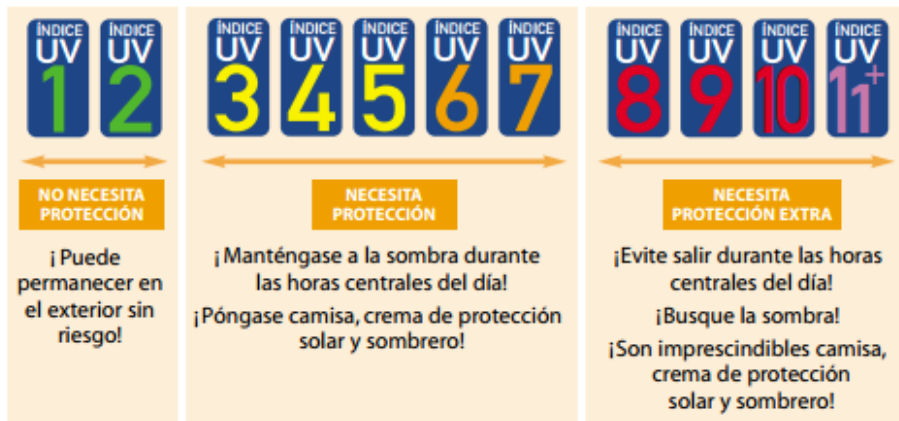 ÍNDICE
UV
1
ÍNDICE
UV
2
NO NECESITA
PROTECCIÓN
¡Puede
permanecer en
el exterior sin
riesgo!
ÍNDICE
UV
3
ÍNDICE
UV
4
ÍNDICE
UV
5
ÍNDICE
UV
6
ÍNDICE
UV
7
NECESITA
PROTECCIÓN
¡Manténgase a la sombra durante
las horas centrales del día!
¡Póngase camisa, crema de protección
solar y sombrero!
ÍNDICE
UV
8
ÍNDICE
UV
9
ÍNDICE
UV
10
ÍNDICE
UV
11+
NECESITA
PROTECCIÓN EXTRA
¡Evite salir durante las horas
centrales del día!
¡Busque la sombra!
¡Son imprescindibles camisa,
crema de protección
solar y sombrero!